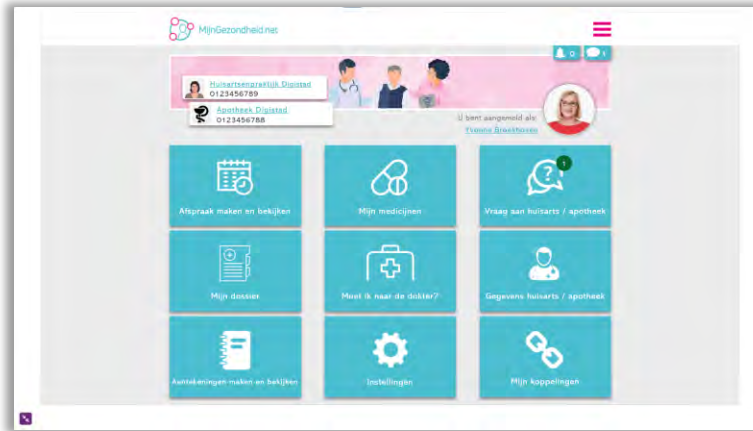 MijnGezondheid.net
0
1
Huisartsenpraktijk Digistad
0123456789
Apotheek Digistad
0123456788
U bent aangemeld als:
Yvonne Broekhuizen
Afspraak maken en bekijken
Mijn medicijnen
1
Vraag aan huisarts / apotheek
Mijn dossier
Moet ik naar de dokter?
Gegevens huisarts / apotheek
Aantekeningen maken en bekijken
Instellingen
Mijn koppelingen